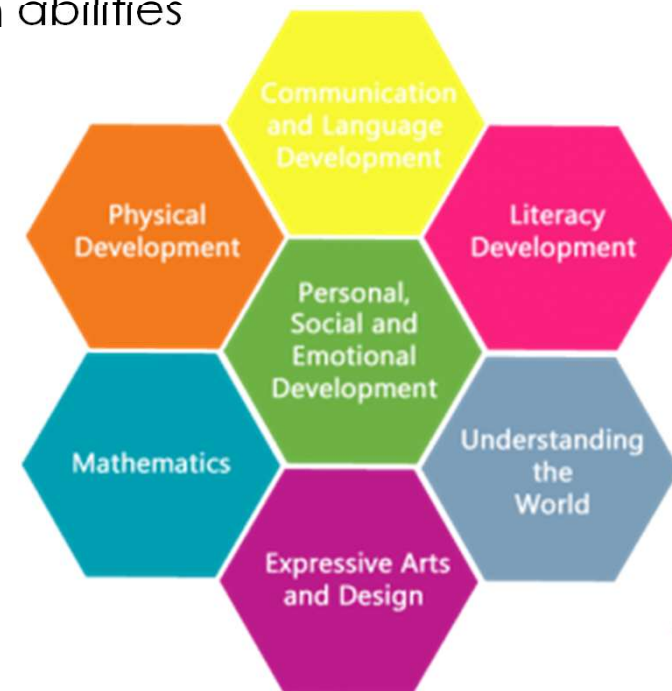 abilities
Communication
and Language
Development
Physical
Development
Literacy
Development
Personal,
Social and
Emotional
Development
Mathematics
Understanding
the
World
Expressive Arts
and Design